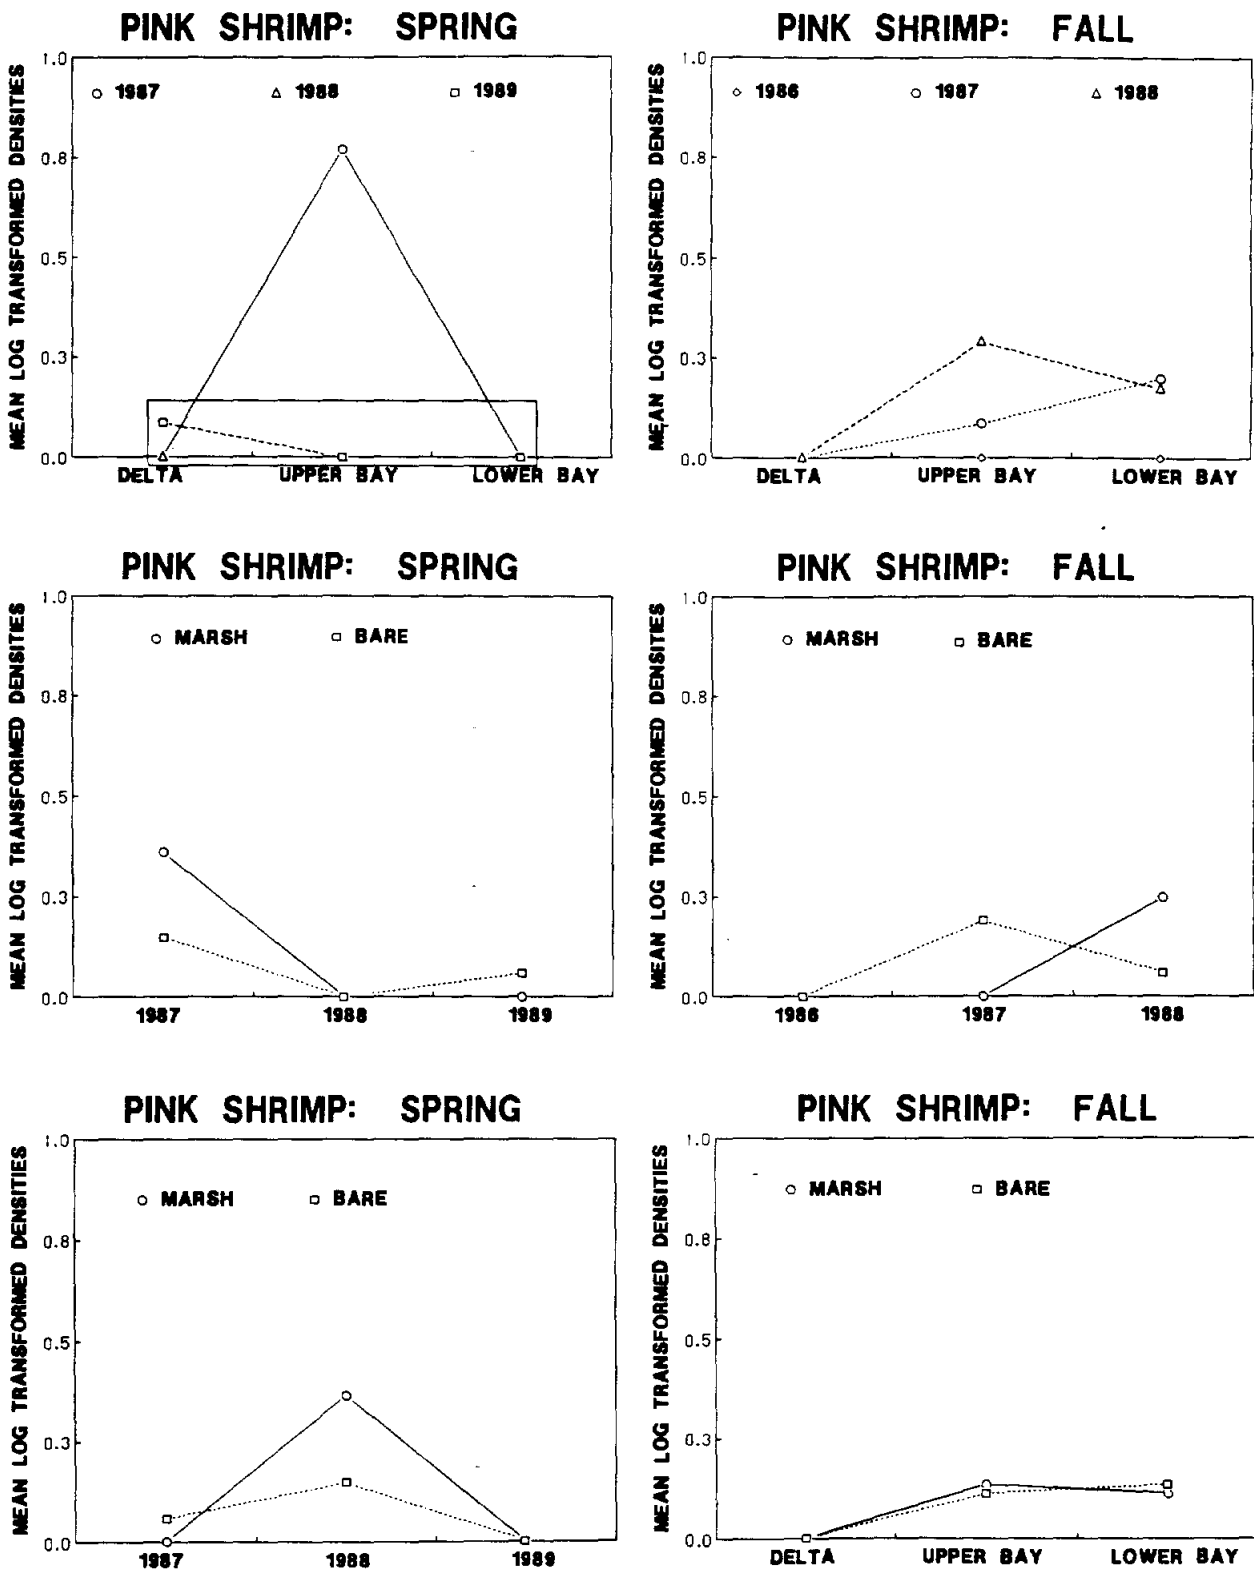 PINK SHRIMP: SPRING
MEAN LOG TRANSFORMED DENSITIES
1.0
0.8
0.5
0.3
0.0
1987 1988 1989
DELTA UPPER BAY LOWER BAY
PINK SHRIMP: FALL
MEAN LOG TRANSFORMED DENSITIES
1.0
0.8
0.5
0.3
0.0
1986 1987 1988
DELTA UPPER BAY LOWER BAY
PINK SHRIMP: SPRING
MEAN LOG TRANSFORMED DENSITIES
1.0
0.8
0.5
0.3
0.0
MARSH BARE
1987 1988 1989
PINK SHRIMP: FALL
MEAN LOG TRANSFORMED DENSITIES
1.0
0.8
0.5
0.3
0.0
MARSH BARE
1986 1987 1988
PINK SHRIMP: SPRING
MEAN LOG TRANSFORMED DENSITIES
1.0
0.8
0.5
0.3
0.0
MARSH BARE
1987 1988 1989
PINK SHRIMP: FALL
MEAN LOG TRANSFORMED DENSITIES
1.0
0.8
0.5
0.3
0.0
MARSH BARE
DELTA UPPER BAY LOWER BAY